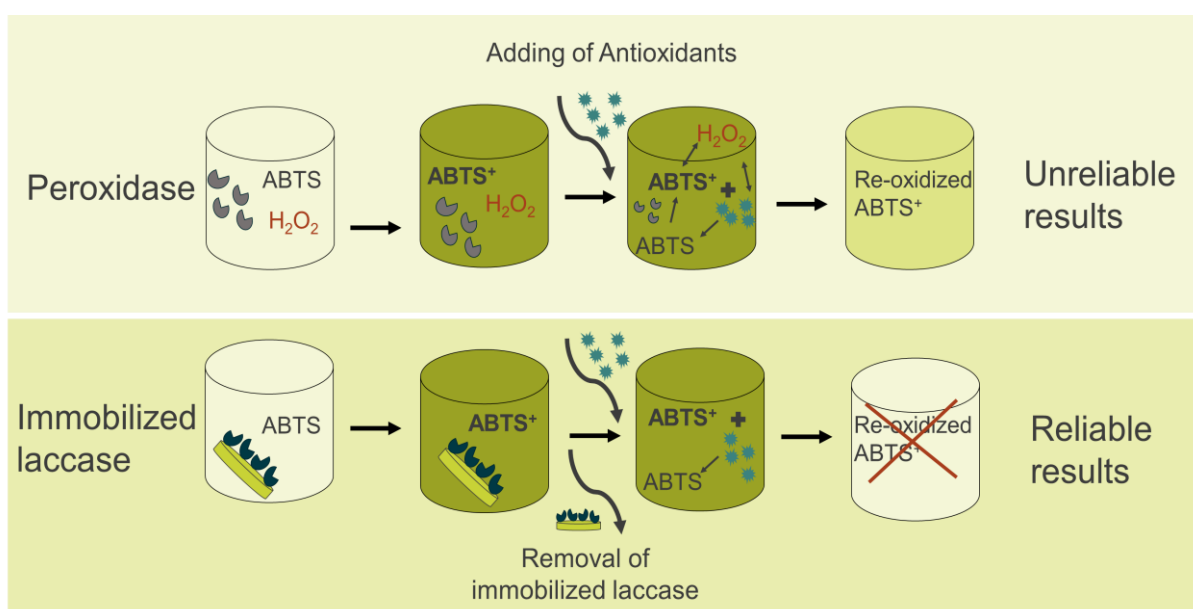 Adding of Antioxidants
Peroxidase
ABTS
H₂O₂
ABTS⁺
H₂O₂
H₂O₂
ABTS⁺
+
ABTS
Re-oxidized
ABTS⁺
Unreliable
results
Immobilized
laccase
ABTS
ABTS⁺
ABTS⁺
+
ABTS
Re-oxidized
ABTS⁺
Reliable
results
Removal of
immobilized laccase